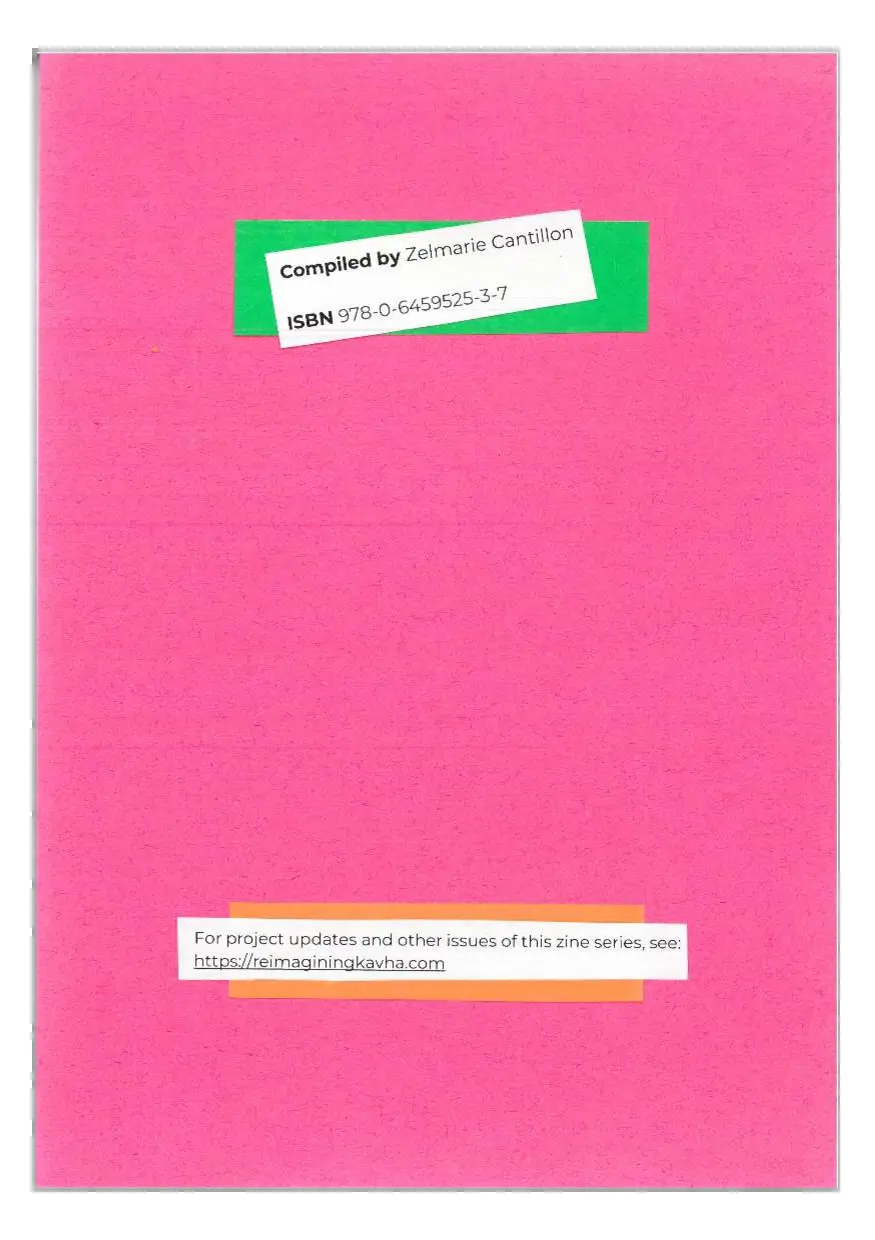 Compiled by Zelmarie Cantillon
ISBN 978-0-6459525-3-7
For project updates and other issues of this zine series, see:
https://reimaginingkavha.com